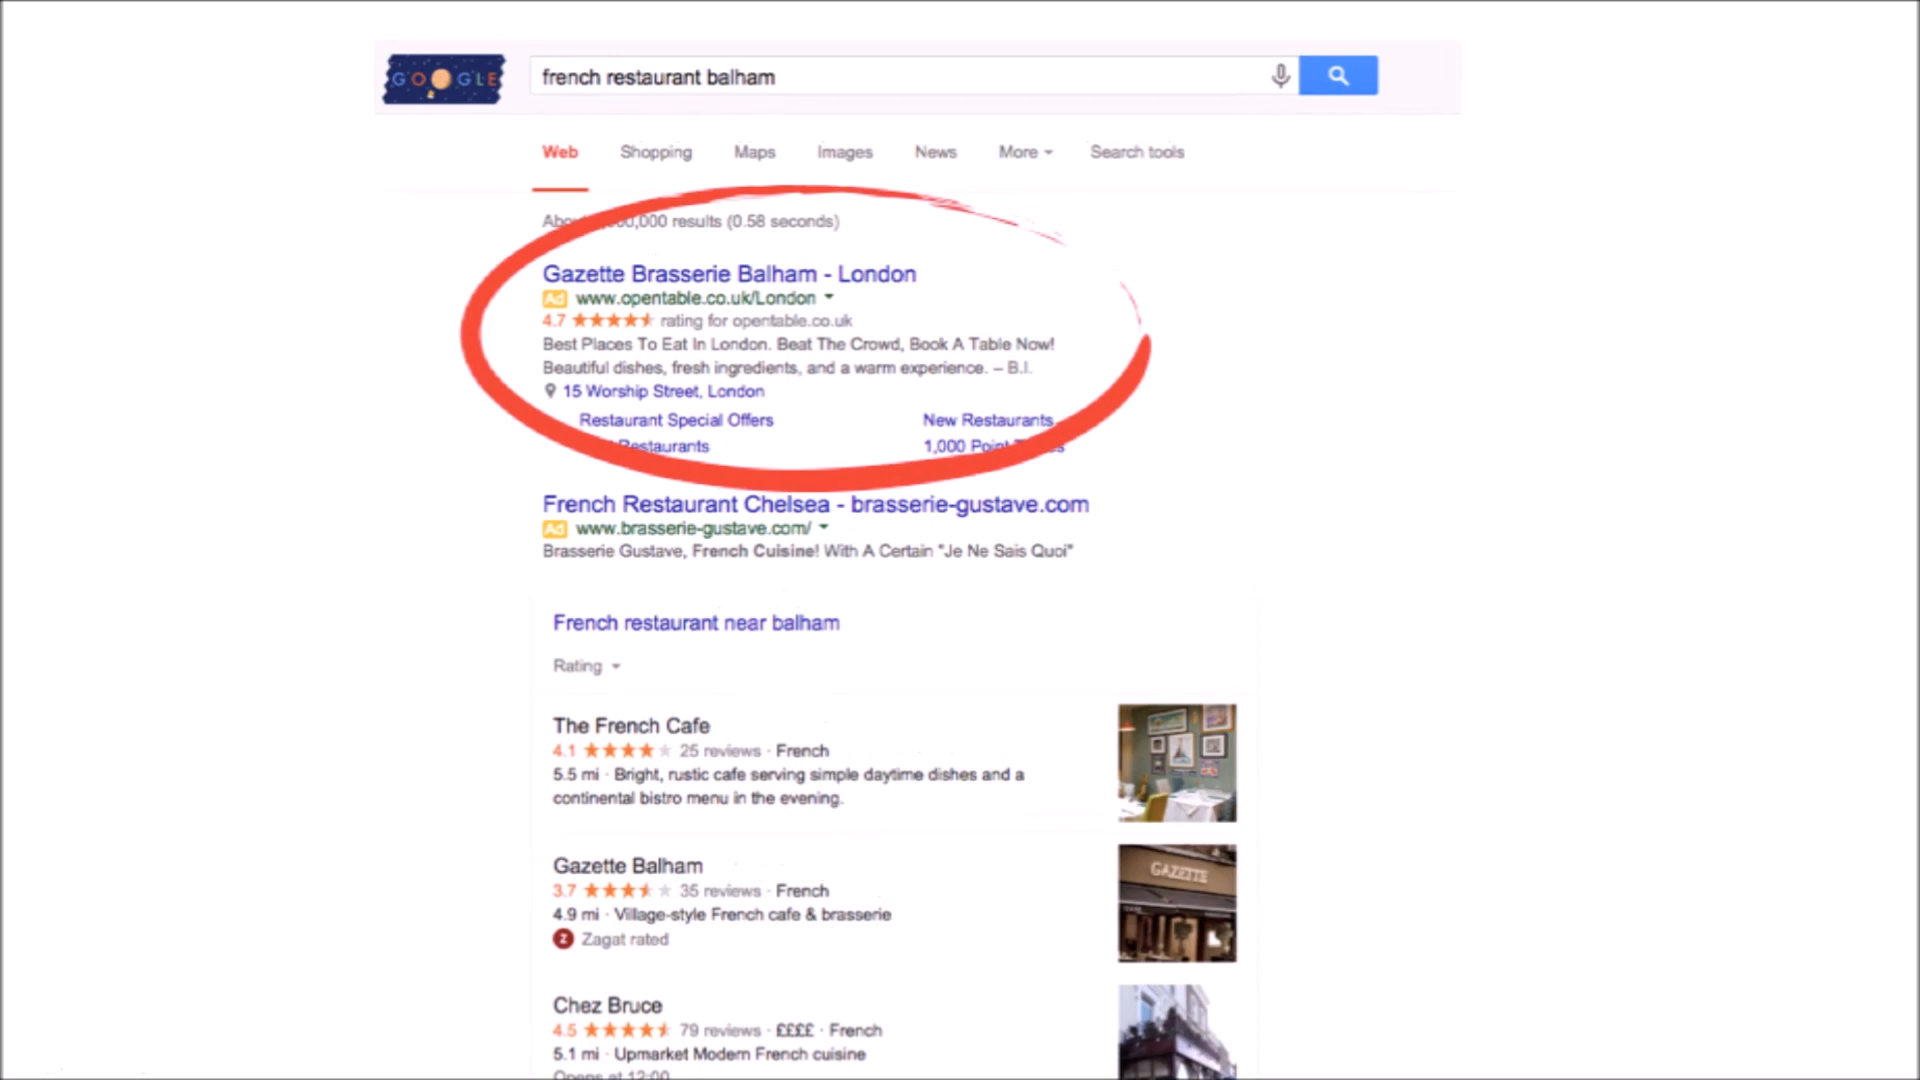 GOOGLE
french restaurant balham
Web Shopping Maps Images News More Search tools
000 results (0.58 seconds)
Gazette Brasserie Balham - London
Ad www.opentable.co.uk/London
4.7 rating for opentable.co.uk
Best Places To Eat In London. Beat The Crowd, Book A Table Now!
Beautiful dishes, fresh ingredients, and a warm experience. – B.I.
15 Worship Street, London
Restaurant Special Offers New Restaurants
Restaurants 1,000 Point
French Restaurant Chelsea - brasserie-gustave.com
Ad www.brasserie-gustave.com/
Brasserie Gustave, French Cuisine! With A Certain "Je Ne Sais Quoi"
French restaurant near balham
Rating
The French Cafe
4.1 25 reviews · French
5.5 mi · Bright, rustic cafe serving simple daytime dishes and a
continental bistro menu in the evening.
Gazette Balham
3.7 35 reviews · French
4.9 mi · Village-style French cafe & brasserie
Z Zagat rated
GAZETTE
Chez Bruce
4.5 79 reviews · ££££ · French
5.1 mi · Upmarket Modern French cuisine
Opens at 12:00